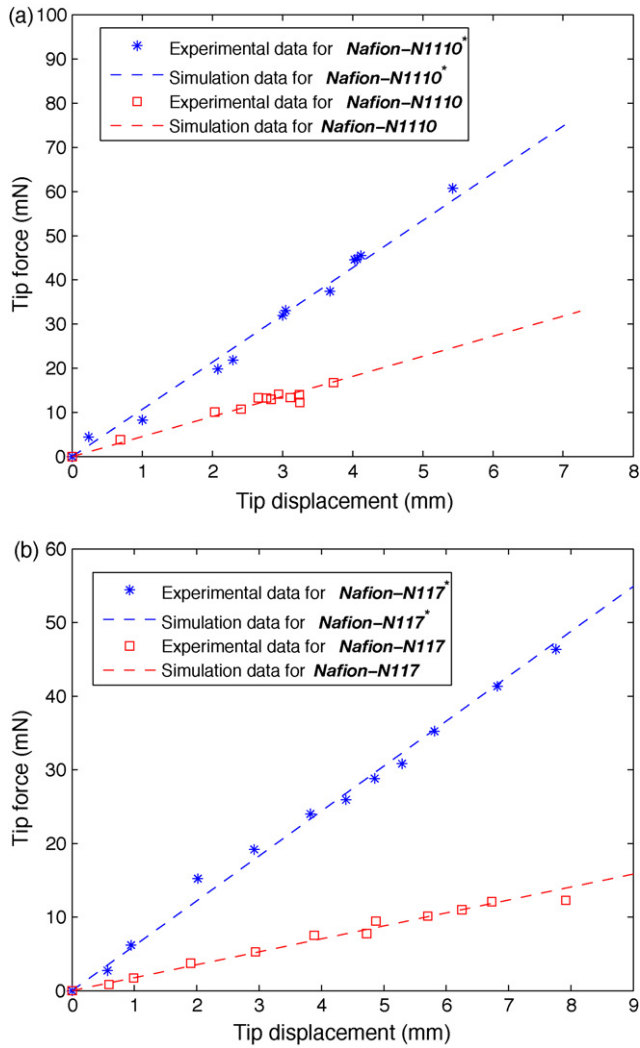 (a)
100
90
80
70
60
50
40
30
20
10
0
Tip force (mN)
Experimental data for Nafion–N1110*
Simulation data for Nafion–N1110*
Experimental data for Nafion–N1110
Simulation data for Nafion–N1110
0 1 2 3 4 5 6 7 8
Tip displacement (mm)
(b)
60
50
40
30
20
10
0
Tip force (mN)
Experimental data for Nafion–N117*
Simulation data for Nafion–N117*
Experimental data for Nafion–N117
Simulation data for Nafion–N117
0 1 2 3 4 5 6 7 8 9
Tip displacement (mm)